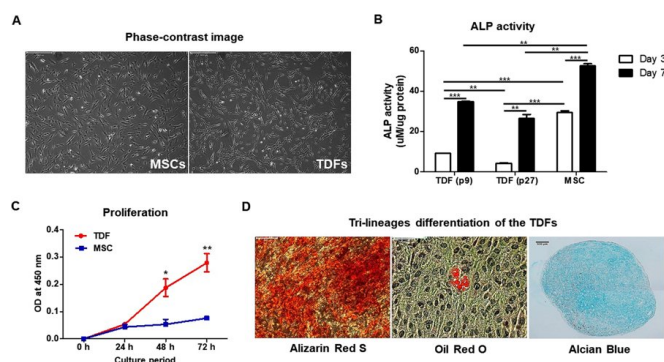 A
Phase-contrast image
MSCs
TDFs
B
ALP activity
ALP activity
(uM/ug protein)
60
40
20
0
Day 3
Day 7
**
**
***
***
**
***
***
**
TDF (p9)
TDF (p27)
MSC
C
Proliferation
TDF
MSC
OD at 450 nm
0.4
0.3
0.2
0.1
0.0
*
**
0 h
24 h
48 h
72 h
Culture period
D
Tri-lineages differentiation of the TDFs
Alizarin Red S
Oil Red O
Alcian Blue